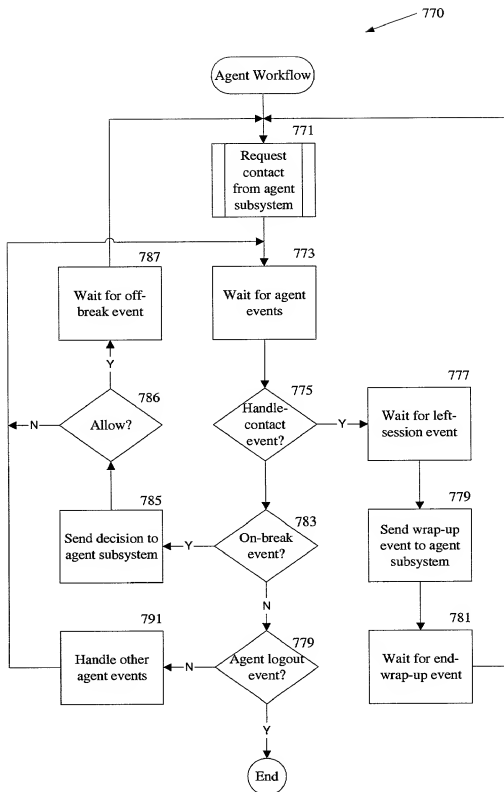 770
Agent Workflow
771
Request
contact
from agent
subsystem
787
Wait for off-
break event
773
Wait for agent
events
Y
786
Allow?
N
775
Handle-
contact
event?
Y
777
Wait for left-
session event
785
Send decision to
agent subsystem
Y
783
On-break
event?
779
Send wrap-up
event to agent
subsystem
N
791
Handle other
agent events
N
779
Agent logout
event?
781
Wait for end-
wrap-up event
Y
End